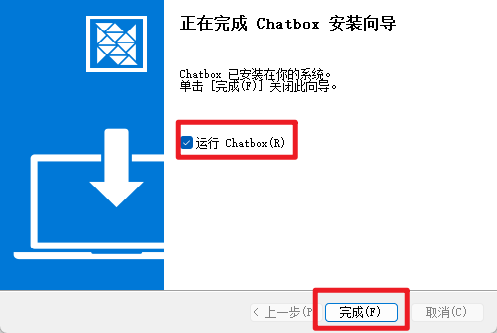 正在完成 Chatbox 安装向导
Chatbox 已安装在你的系统。
单击 [完成(F)] 关闭此向导。
运行 Chatbox(R)
< 上一步(P
完成(F)
取消(C)